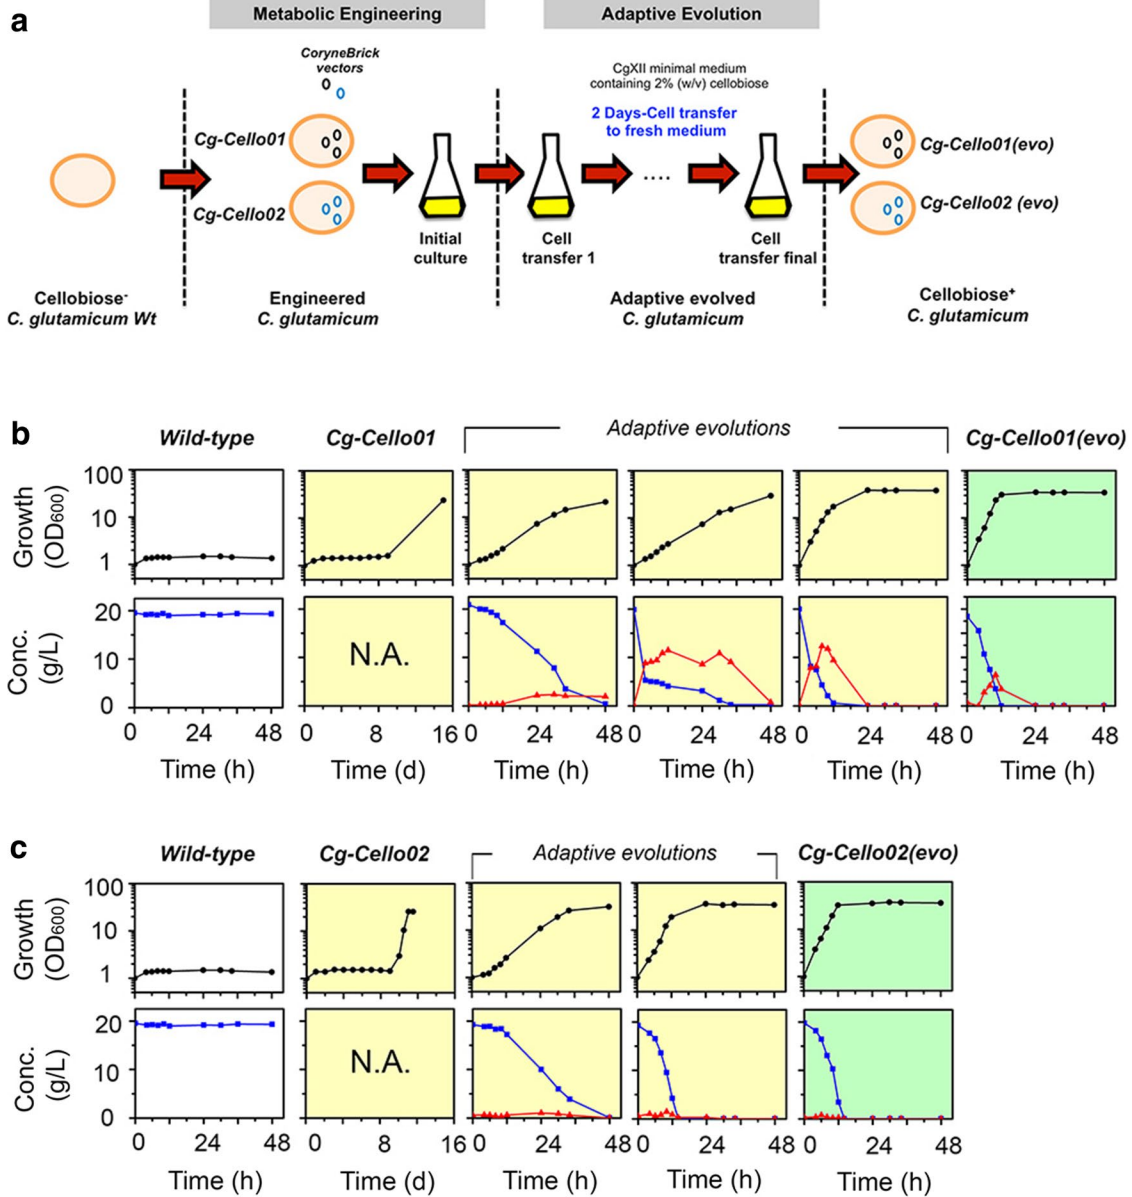 a
Metabolic Engineering
Adaptive Evolution
CoryneBrick
vectors
CgXII minimal medium
containing 2% (w/v) cellobiose
2 Days-Cell transfer
to fresh medium
Cg-Cello01
Cg-Cello02
....
Cg-Cello01(evo)
Cg-Cello02 (evo)
Initial
culture
Cell
transfer 1
Cell
transfer final
Cellobiose-
C. glutamicum Wt
Engineered
C. glutamicum
Adaptive evolved
C. glutamicum
Cellobiose+
C. glutamicum
b
Wild-type
Cg-Cello01
Adaptive evolutions
Cg-Cello01(evo)
Growth
(OD600)
100
10
1
Conc.
(g/L)
20
10
0
N.A.
0 24 48
0 8 16
0 24 48
0 24 48
0 24 48
0 24 48
Time (h)
Time (d)
Time (h)
Time (h)
Time (h)
Time (h)
c
Wild-type
Cg-Cello02
Adaptive evolutions
Cg-Cello02(evo)
Growth
(OD600)
100
10
1
Conc.
(g/L)
20
10
0
N.A.
0 24 48
0 8 16
0 24 48
0 24 48
0 24 48
Time (h)
Time (d)
Time (h)
Time (h)
Time (h)